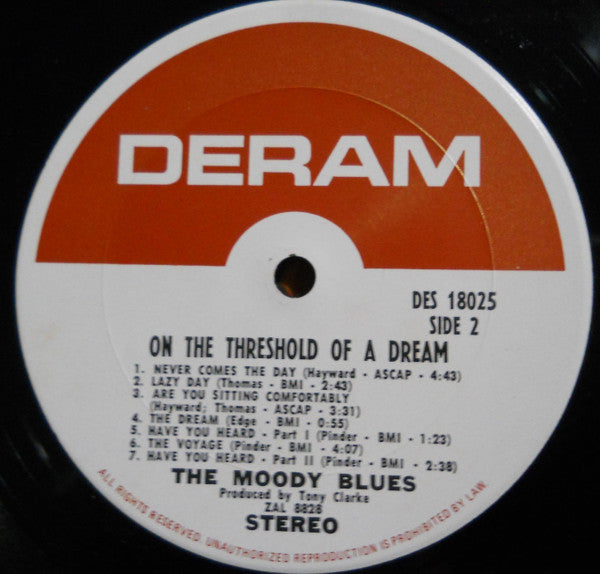 DERAM
DES 18025
SIDE 2
ON THE THRESHOLD OF A DREAM
1. NEVER COMES THE DAY (Hayward - ASCAP - 4:43)
2. LAZY DAY (Thomas - BMI - 2:43)
3. ARE YOU SITTING COMFORTABLY
(Hayward; Thomas - ASCAP - 3:31)
4. THE DREAM (Edge - BMI - 0:55)
5. HAVE YOU HEARD - Part I (Pinder - BMI - 1:23)
6. THE VOYAGE (Pinder - BMI - 4:07)
7. HAVE YOU HEARD - Part II (Pinder - BMI - 2:38)
THE MOODY BLUES
Produced by Tony Clarke
ZAL 8828
STEREO
ALL RIGHTS RESERVED. UNAUTHORIZED REPRODUCTION IS PROHIBITED BY LAW.